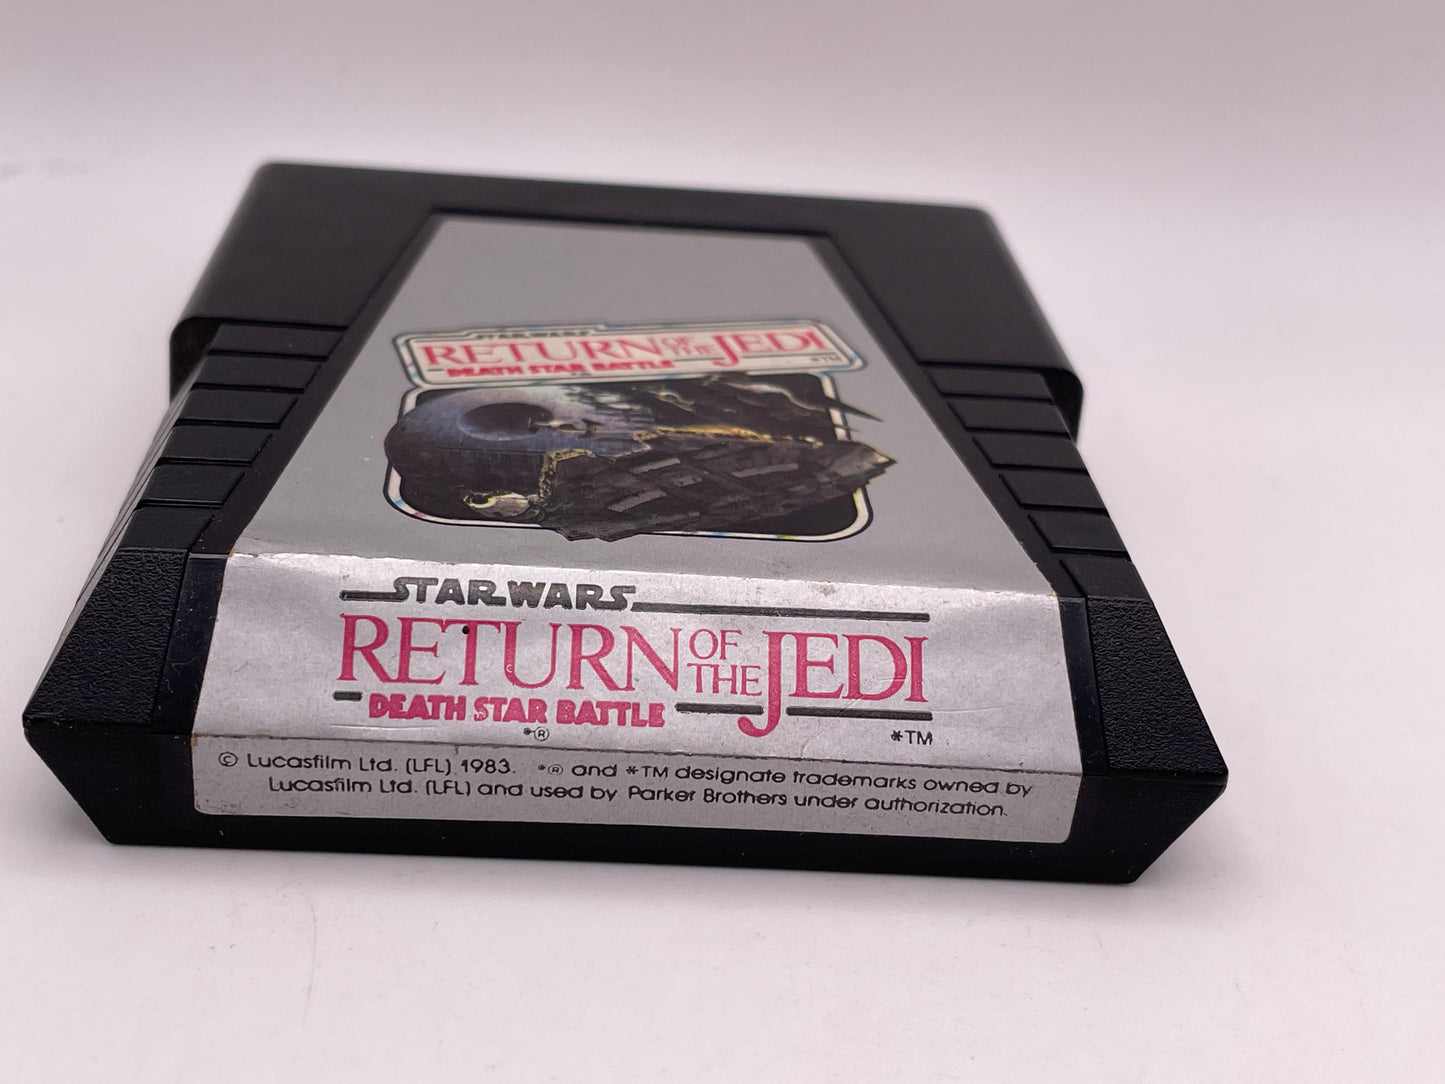 STAR WARS
RETURN OF THE JEDI
DEATH STAR BATTLE
*TM
STAR WARS
RETURN OF THE JEDI
DEATH STAR BATTLE
*®
*TM
© Lucasfilm Ltd. (LFL) 1983. *® and *TM designate trademarks owned by
Lucasfilm Ltd. (LFL) and used by Parker Brothers under authorization.